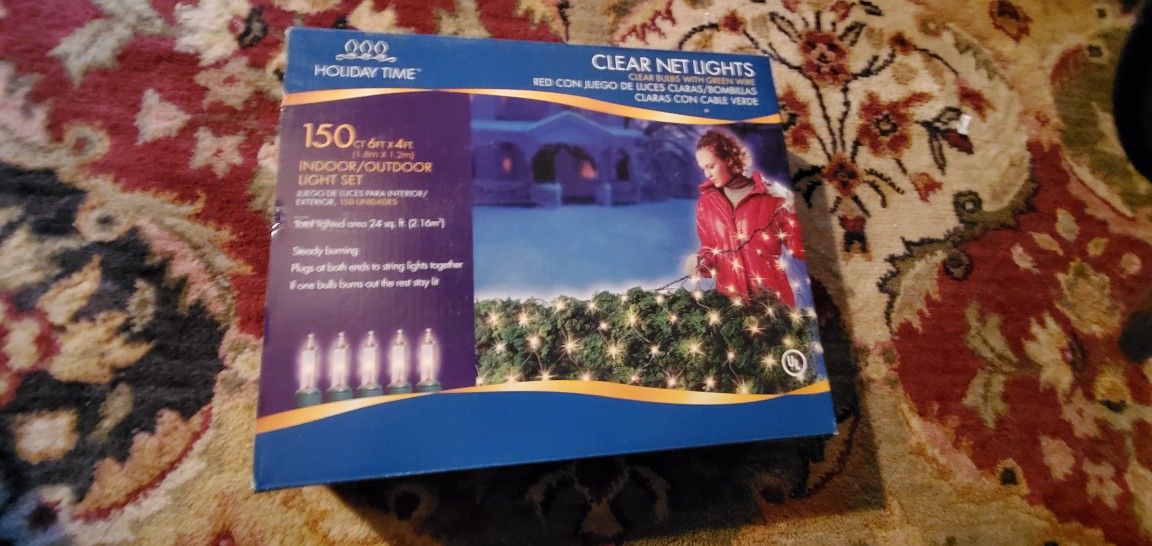 HOLIDAY TIME™
CLEAR NET LIGHTS
CLEAR BULBS WITH GREEN WIRE
RED CON JUEGO DE LUCES CLARAS/BOMBILLAS
CLARAS CON CABLE VERDE
150 CT 6FT X 4FT
(1.8m X 1.2m)
INDOOR/OUTDOOR
LIGHT SET
JUEGO DE LUCES PARA INTERIOR/
EXTERIOR, 150 UNIDADES
Total lighted area 24 sq. ft. (2.16m²)
Steady burning
Plugs at both ends to string lights together
If one bulb burns out the rest stay lit
UL